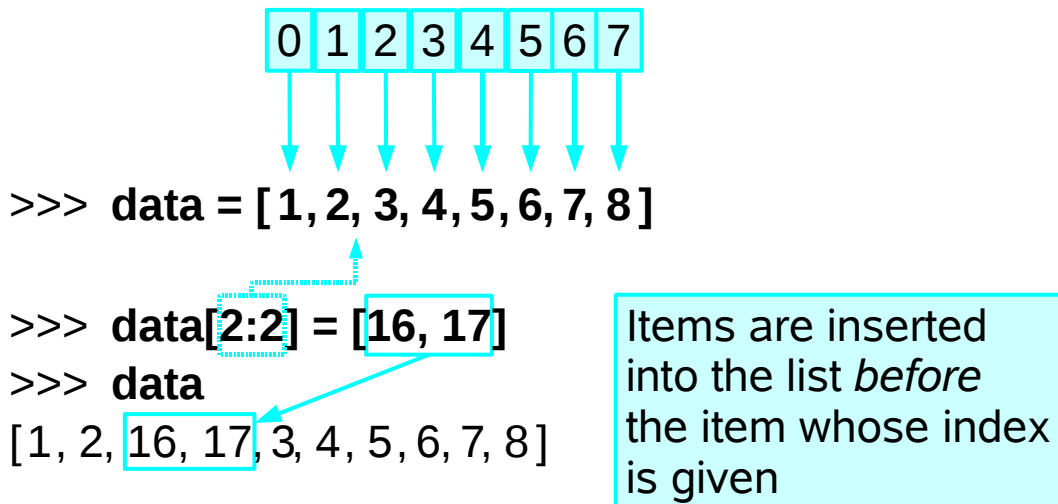 0 1 2 3 4 5 6 7
>>> data = [ 1, 2, 3, 4, 5, 6, 7, 8 ]
>>> data[2:2] = [16, 17]
>>> data
[1, 2, 16, 17, 3, 4, 5, 6, 7, 8 ]
Items are inserted
into the list before
the item whose index
is given